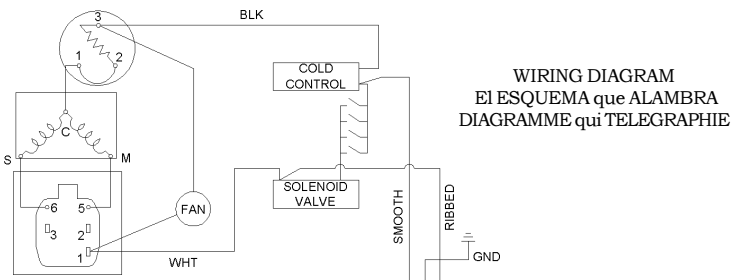 3
BLK
1
2
COLD
CONTROL
WIRING DIAGRAM
El ESQUEMA que ALAMBRA
DIAGRAMME qui TELEGRAPHIE
C
S
M
SOLENOID
VALVE
6
5
FAN
3
2
1
SMOOTH
RIBBED
GND
WHT